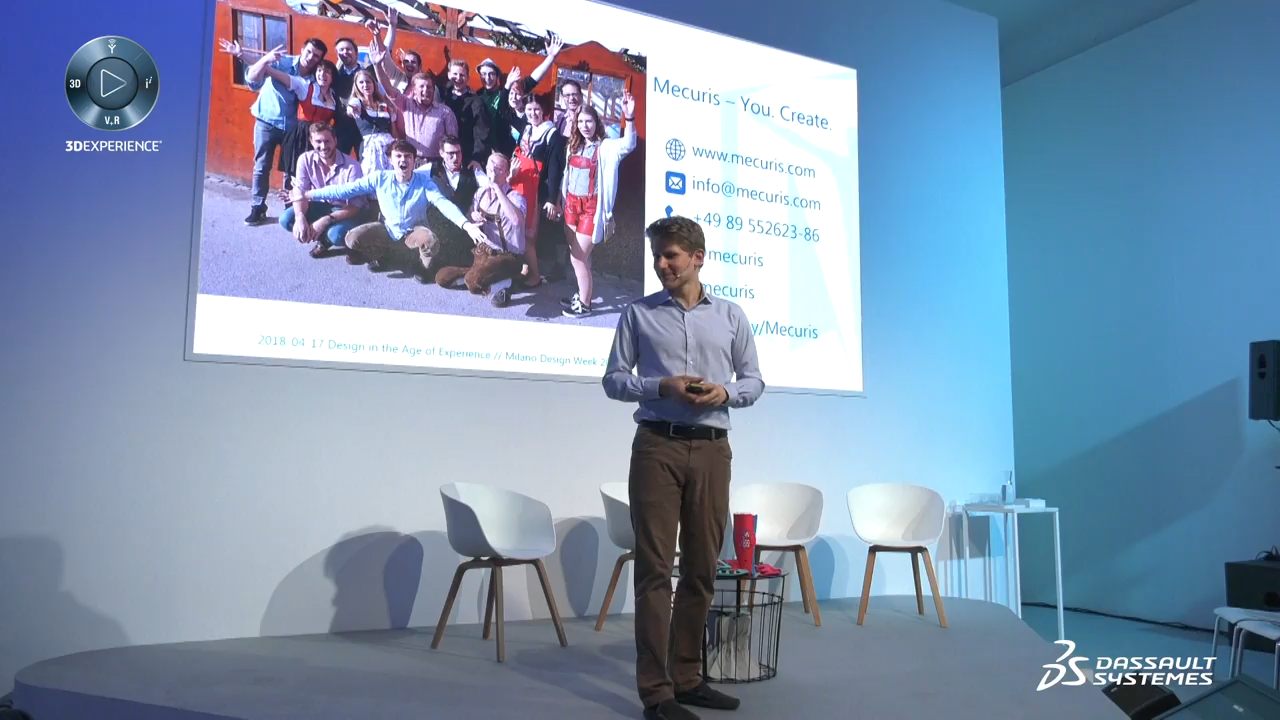 3D
V,R
i
3DEXPERIENCE
Mecuris – You. Create.
www.mecuris.com
info@mecuris.com
+49 89 552623-86
mecuris
mecuris
y/Mecuris
2018-04-17 Design in the Age of Experience // Milano Design Week
DASSAULT
SYSTEMES